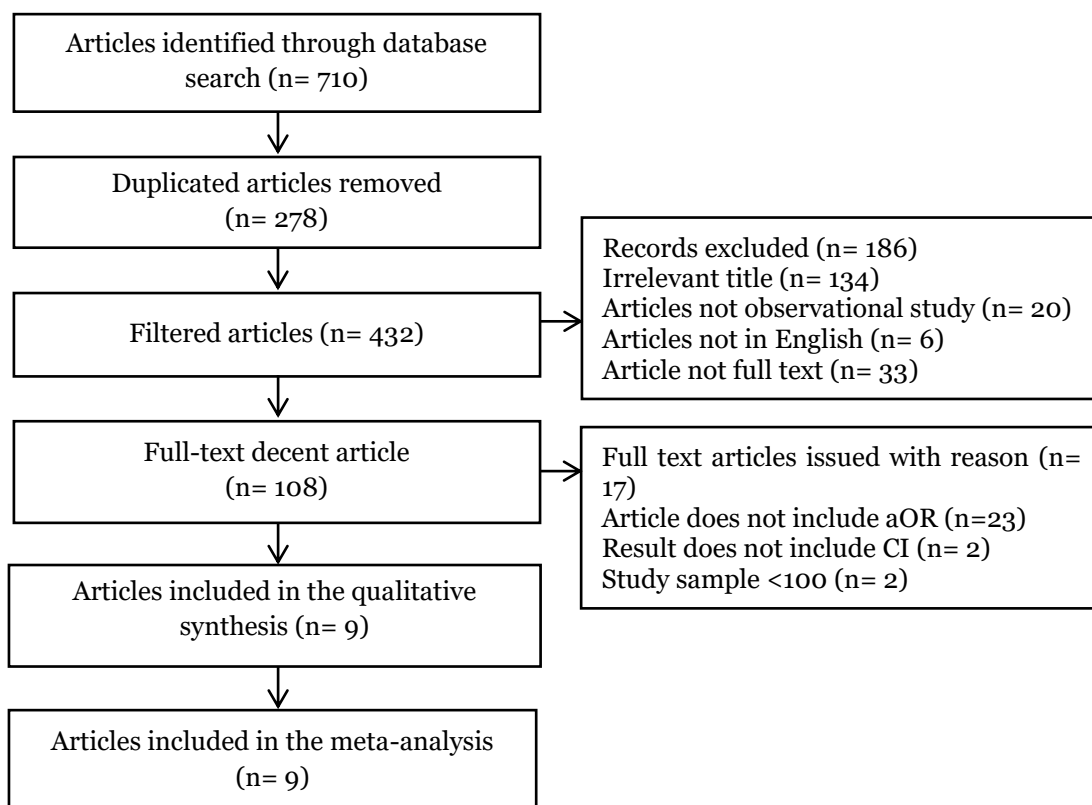 Articles identified through database
search (n= 710)
Duplicated articles removed
(n= 278)
Records excluded (n= 186)
Irrelevant title (n= 134)
Articles not observational study (n= 20)
Articles not in English (n= 6)
Article not full text (n= 33)
Filtered articles (n= 432)
Full-text decent article
(n= 108)
Full text articles issued with reason (n=
17)
Article does not include aOR (n=23)
Result does not include CI (n= 2)
Study sample <100 (n= 2)
Articles included in the qualitative
synthesis (n= 9)
Articles included in the meta-analysis
(n= 9)